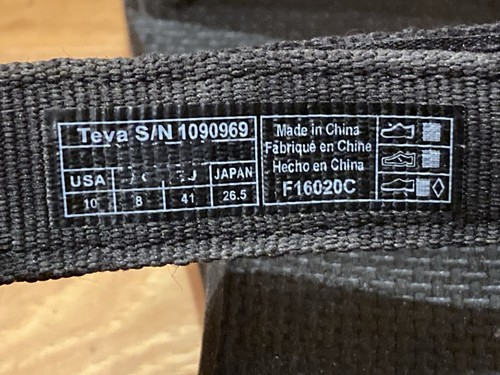 Teva S/N 1090969
USA JAPAN
10 8 41 26.5
Made in China
Fabriqué en Chine
Hecho en China
F16020C